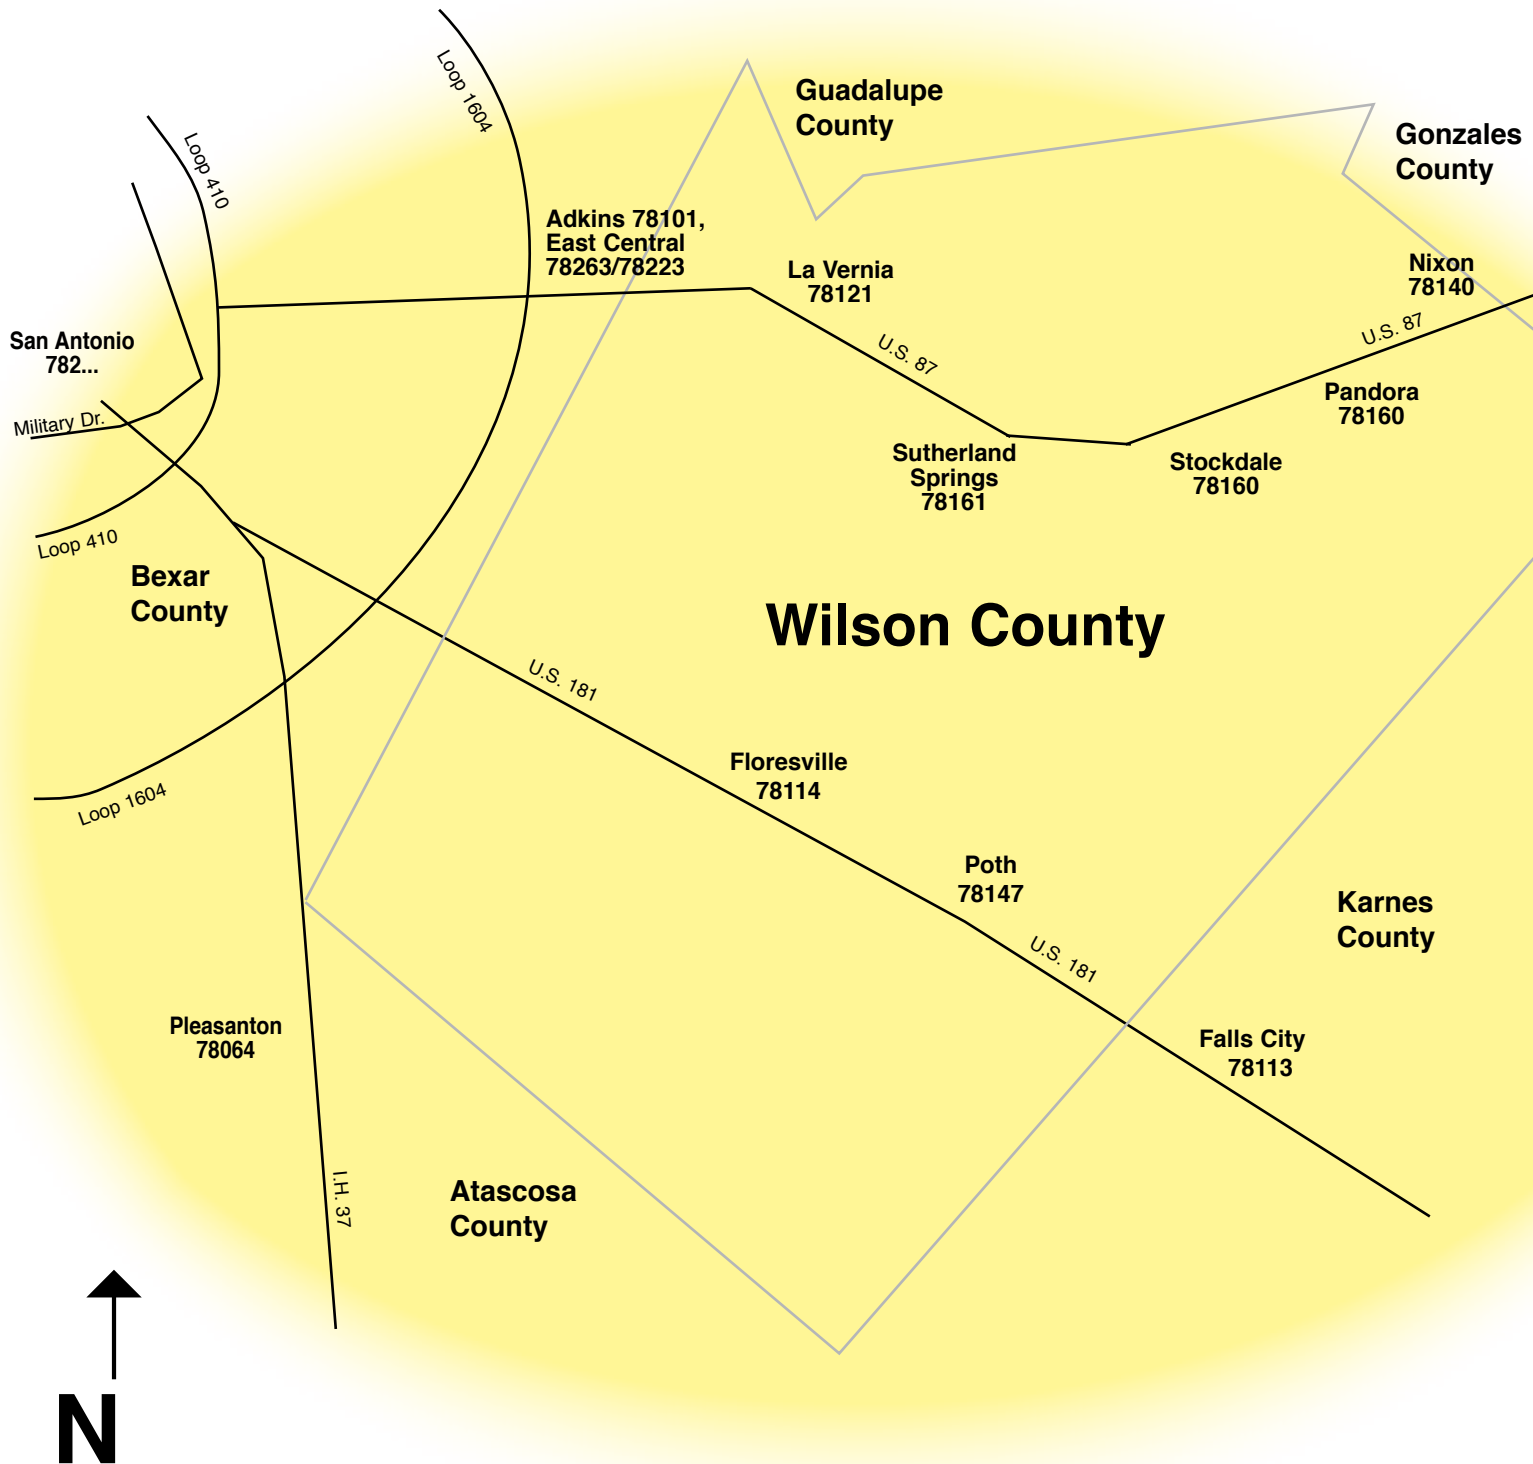 Loop 1604
Guadalupe
County
Gonzales
County
Loop 410
Adkins 78101,
East Central
78263/78223
La Vernia
78121
Nixon
78140
U.S. 87
U.S. 87
San Antonio
782...
Military Dr.
Pandora
78160
Sutherland
Springs
78161
Stockdale
78160
Loop 410
Bexar
County
Wilson County
U.S. 181
Floresville
78114
Loop 1604
Poth
78147
Karnes
County
U.S. 181
Pleasanton
78064
Falls City
78113
I.H. 37
Atascosa
County
N